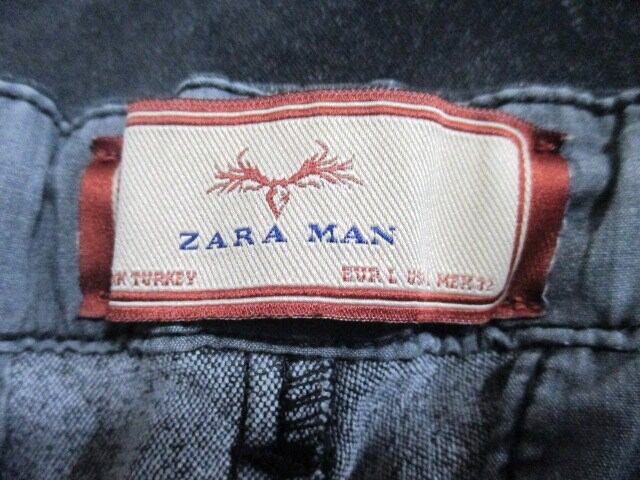 ZARA MAN
TURKEY EUR L US MEX 32